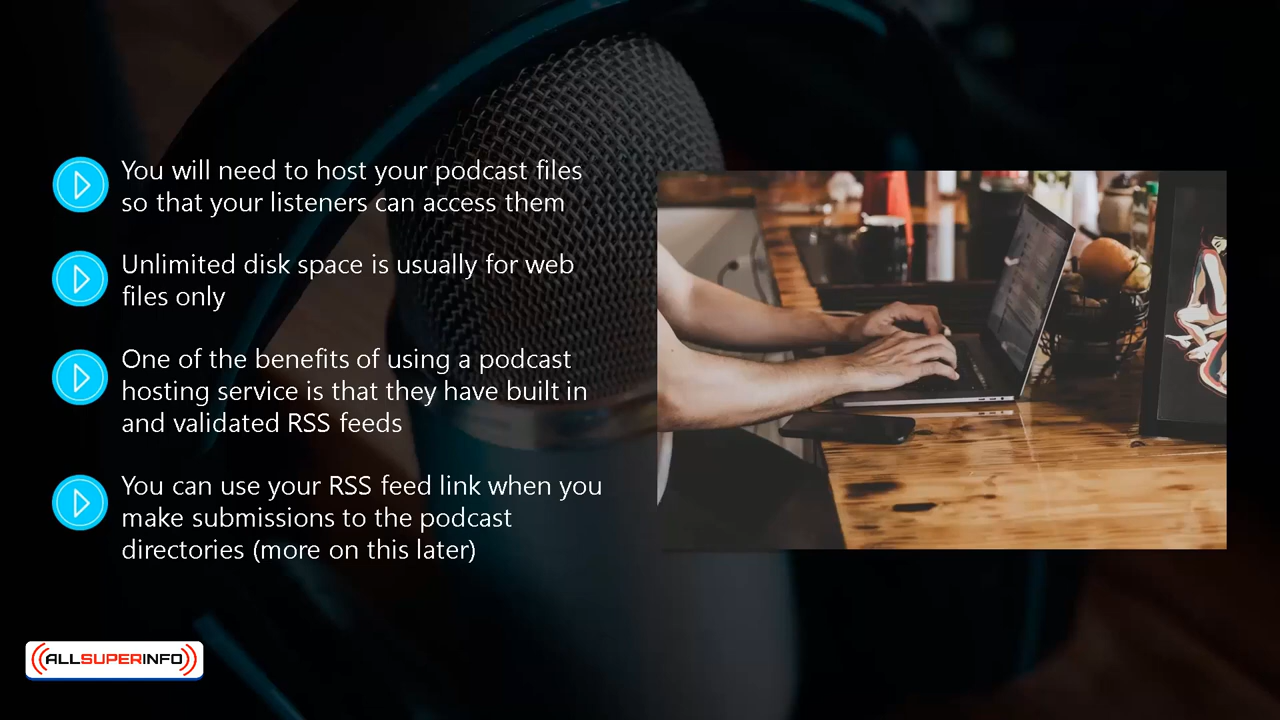 You will need to host your podcast files
so that your listeners can access them
Unlimited disk space is usually for web
files only
One of the benefits of using a podcast
hosting service is that they have built in
and validated RSS feeds
You can use your RSS feed link when you
make submissions to the podcast
directories (more on this later)
ALLSUPERINFO